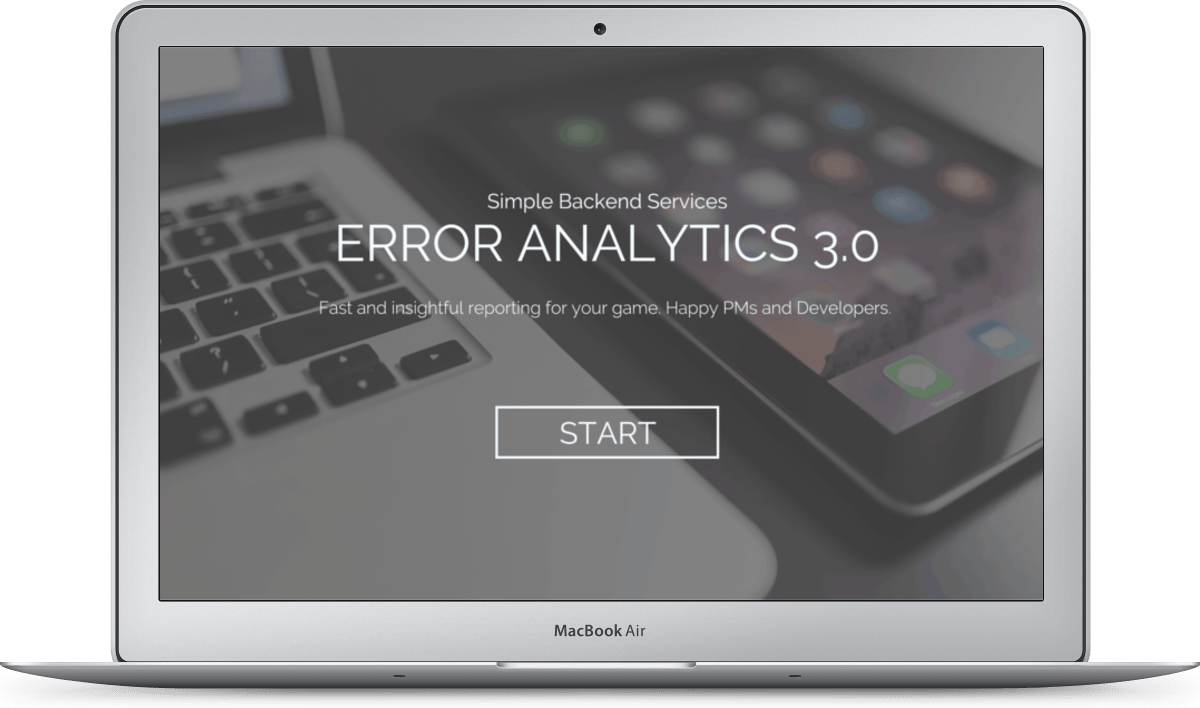 Simple Backend Services
ERROR ANALYTICS 3.0
Fast and insightful reporting for your game. Happy PMs and Developers.
START
MacBook Air